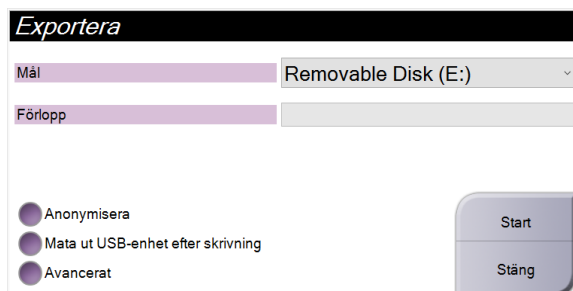 Exportera
Mål
Removable Disk (E:)
Förlopp
Anonymisera
Mata ut USB-enhet efter skrivning
Avancerat
Start
Stäng